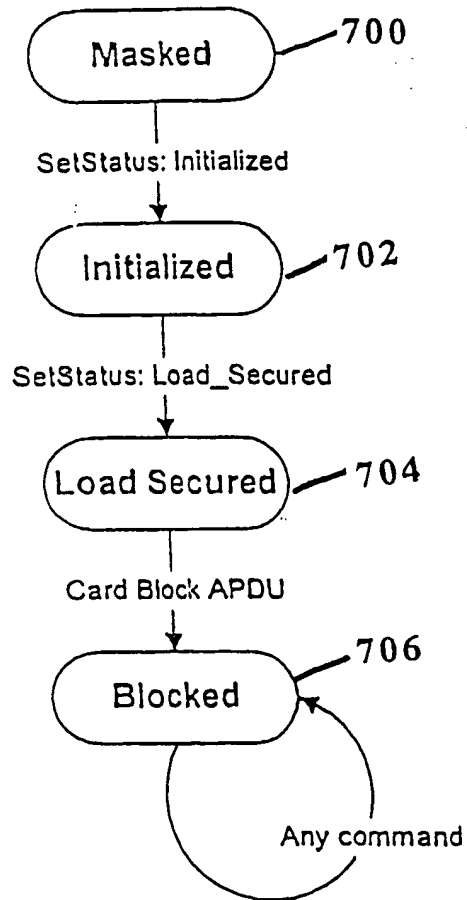 Masked
700
SetStatus: Initialized
Initialized
702
SetStatus: Load_Secured
Load Secured
704
Card Block APDU
706
Blocked
Any command